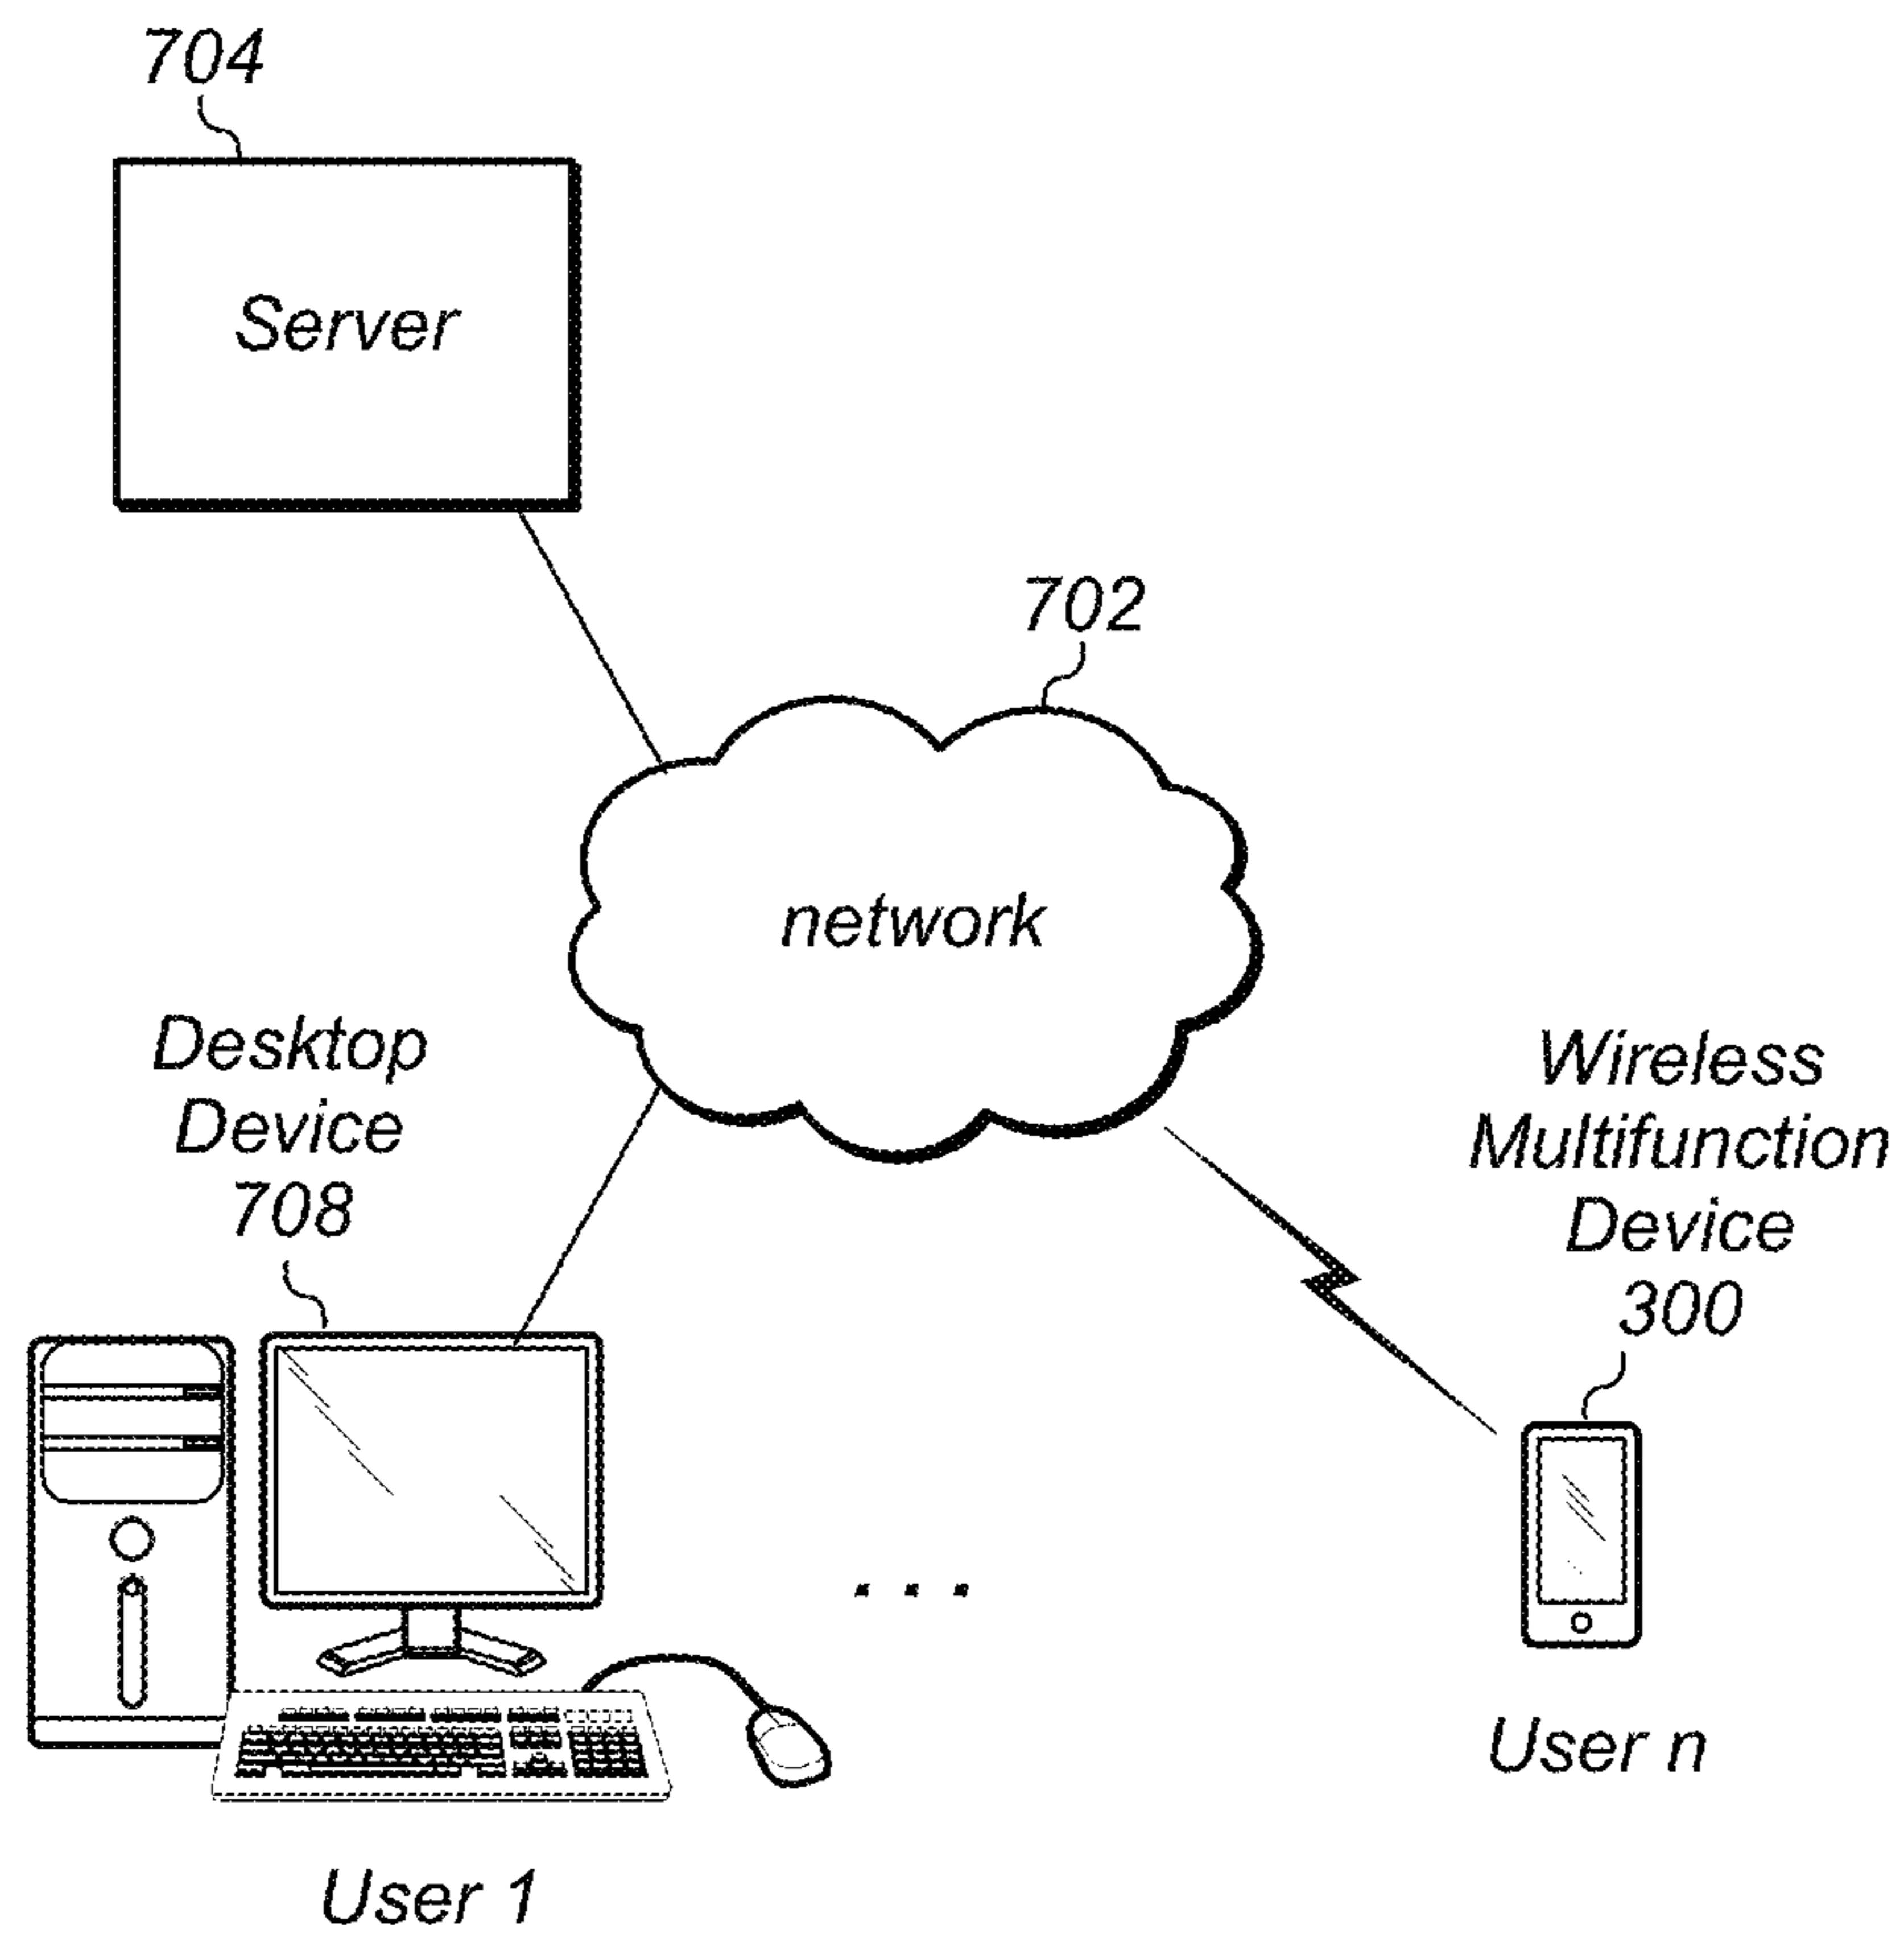 704
Server
702
network
Desktop
Device
708
Wireless
Multifunction
Device
300
...
User n
User 1